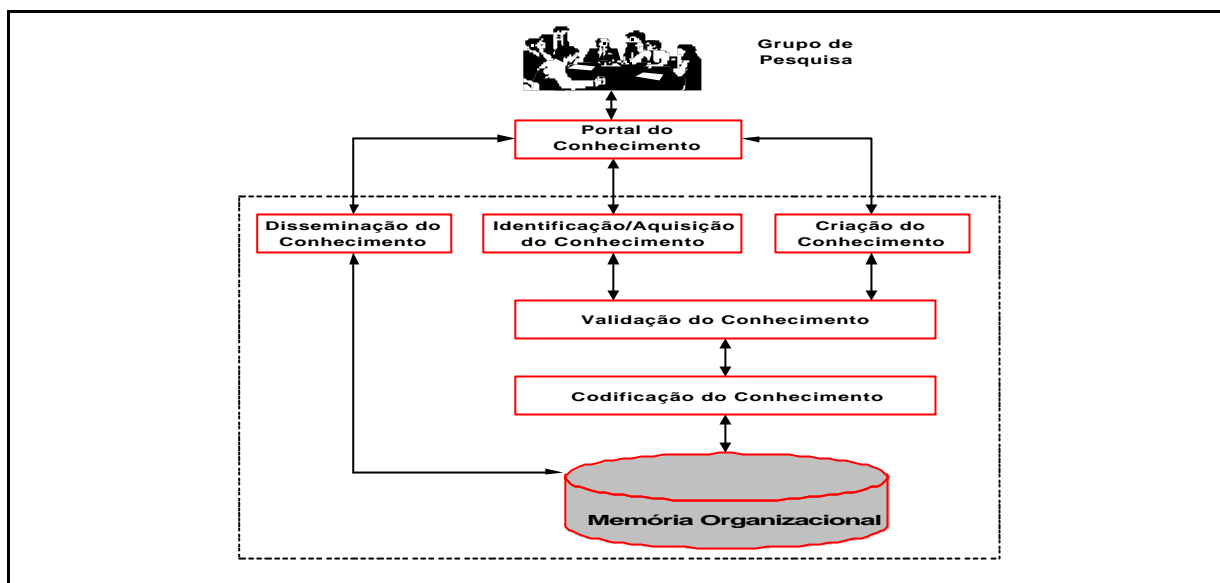 Grupo de
Pesquisa
Portal do
Conhecimento
Disseminação do
Conhecimento
Identificação/Aquisição
do Conhecimento
Criação do
Conhecimento
Validação do Conhecimento
Codificação do Conhecimento
Memória Organizacional